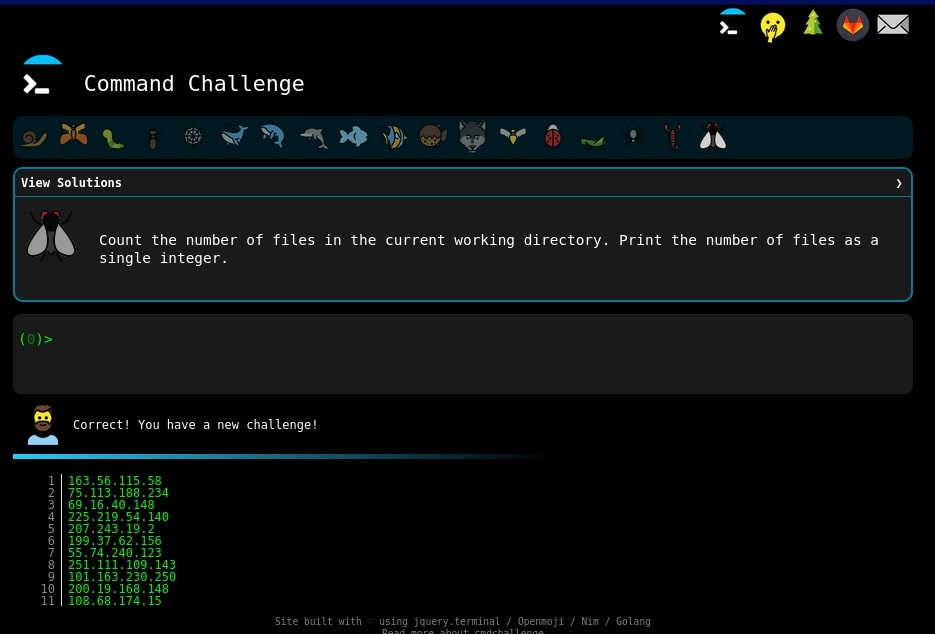 Command Challenge
View Solutions
Count the number of files in the current working directory. Print the number of files as a
single integer.
(0)>
Correct! You have a new challenge!
1 163.56.115.58
2 75.113.188.234
3 69.16.40.148
4 225.219.54.140
5 207.243.19.2
6 199.37.62.156
7 55.74.240.123
8 251.111.109.143
9 101.163.230.250
10 200.19.168.148
11 108.68.174.15
Site built with ♡ using jquery.terminal / Openmoji / Nim / Golang
Read more about cmdchallenge